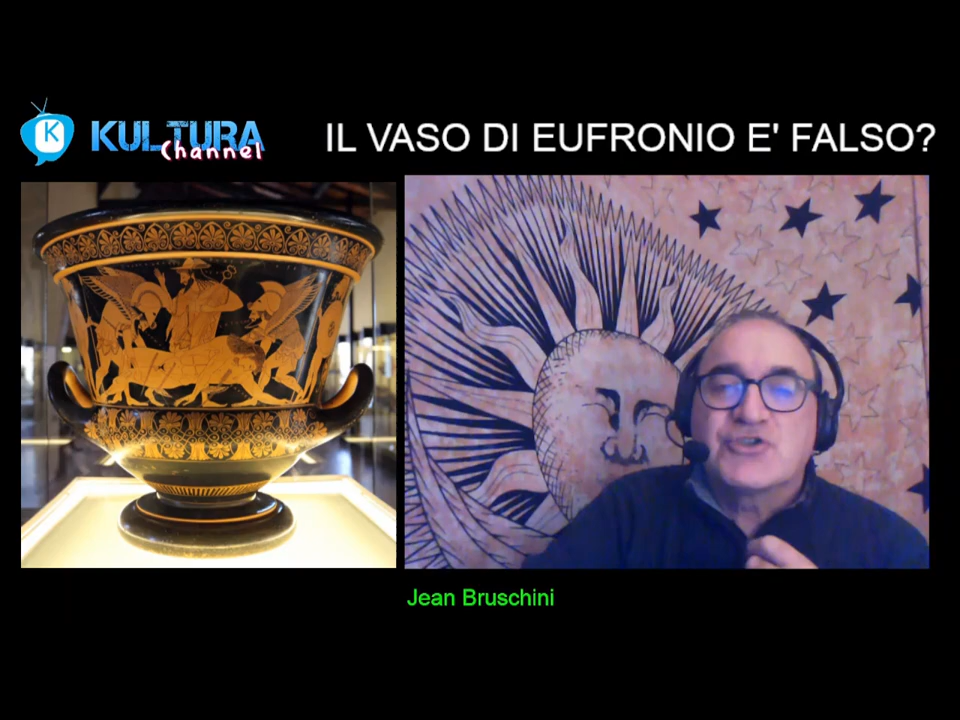 K
KULTURA
Channel
IL VASO DI EUFRONIO E' FALSO?
Jean Bruschini